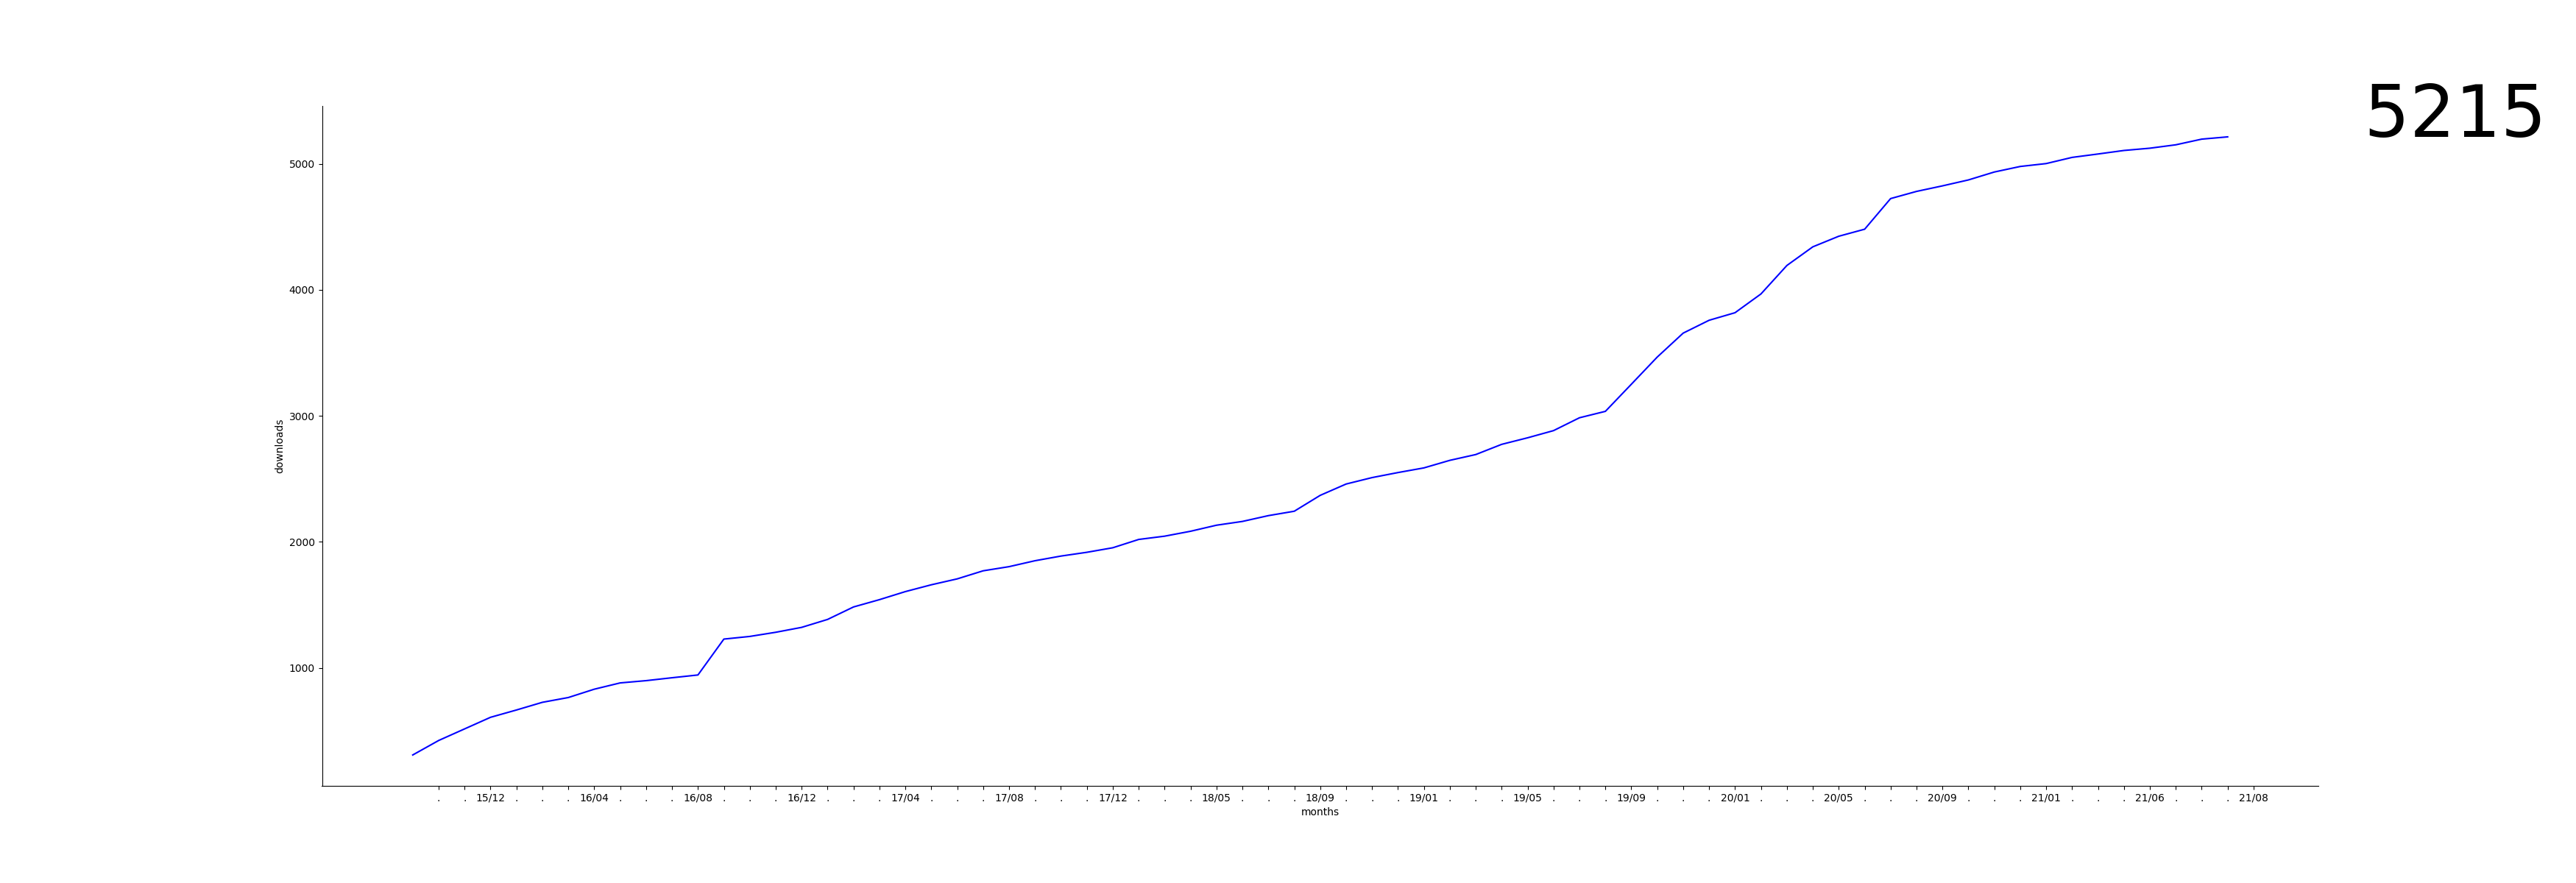 5215
5000
4000
3000
2000
1000
downloads
. . 15/12 . . . 16/04 . . . 16/08 . . . 16/12 . . . 17/04 . . . 17/08 . . . 17/12 . . . 18/05 . . . 18/09 . . . 19/01 . . . 19/05 . . . 19/09 . . . 20/01 . . . 20/05 . . . 20/09 . . . 21/01 . . . 21/06 . . . 21/08
months